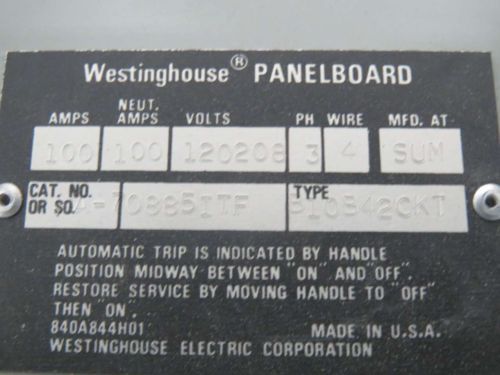 Westinghouse® PANELBOARD
AMPS NEUT. AMPS VOLTS PH WIRE MFD. AT
100 100 120208 3 4 SUM
CAT. NO. OR SO. TYPE
AUTOMATIC TRIP IS INDICATED BY HANDLE
POSITION MIDWAY BETWEEN "ON" AND "OFF".
RESTORE SERVICE BY MOVING HANDLE TO "OFF"
THEN "ON".
840A844H01 MADE IN U.S.A.
WESTINGHOUSE ELECTRIC CORPORATION